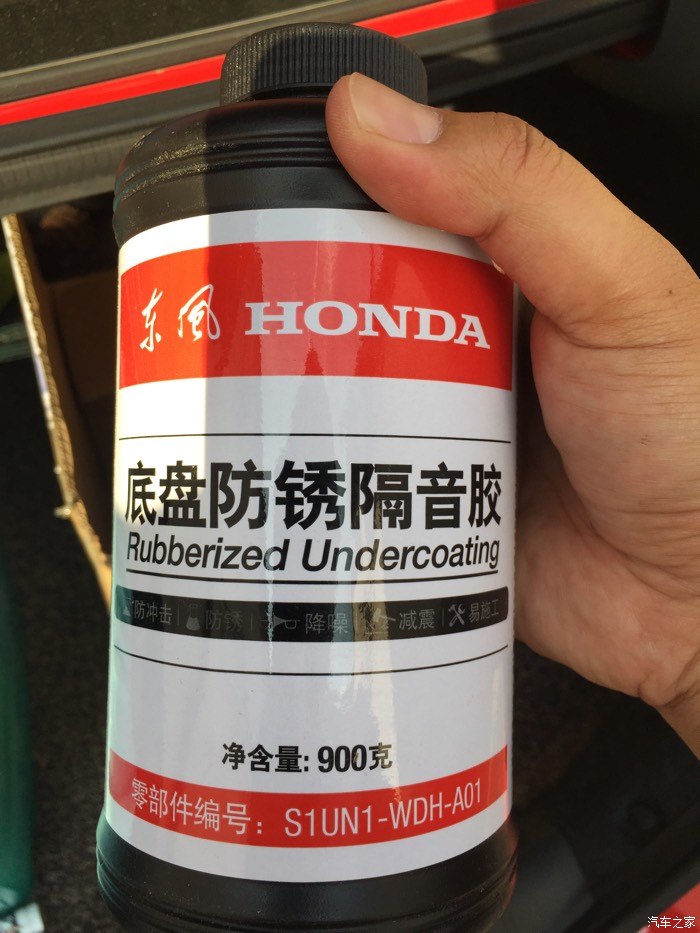 东风 HONDA
底盘防锈隔音胶
Rubberized Undercoating
防冲击 | 防锈 | 降噪 | 减震 | 易施工
净含量: 900克
零部件编号: S1UN1-WDH-A01
汽车之家